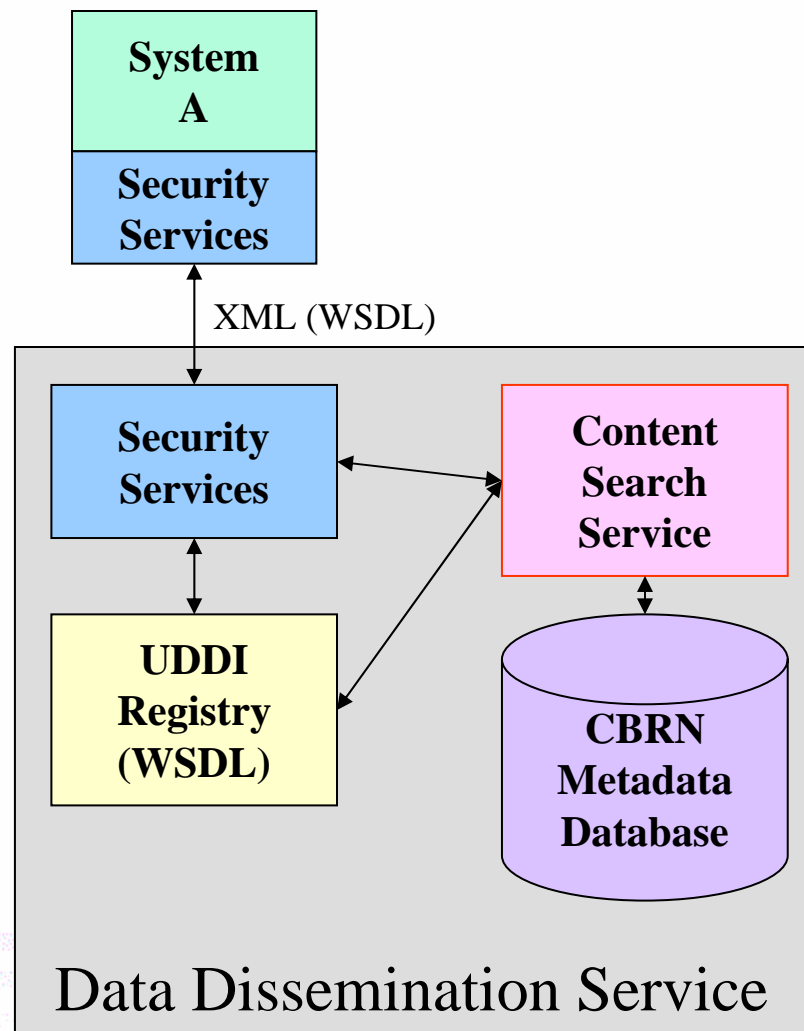 System
A
Security
Services
XML (WSDL)
Security
Services
Content
Search
Service
UDDI
Registry
(WSDL)
CBRN
Metadata
Database
Data Dissemination Service